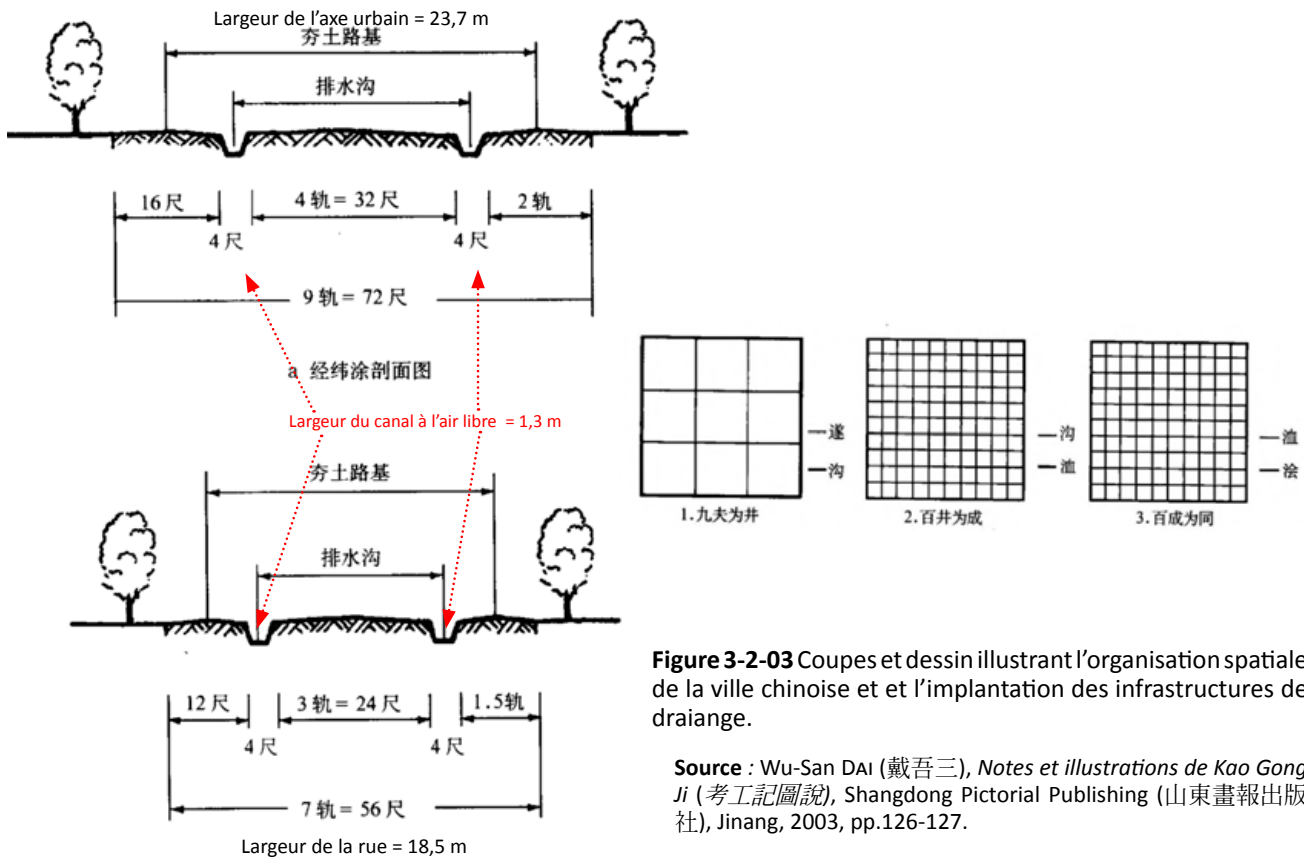 Largeur de l’axe urbain = 23,7 m
夯土路基
排水沟
16尺
4轨= 32尺
2轨
4尺
4尺
9轨= 72尺
a 经纬涂剖面图
Largeur du canal à l’air libre = 1,3 m
夯土路基
排水沟
12尺
3轨=24尺
1.5轨
4尺
4尺
7轨=56尺
Largeur de la rue = 18,5 m
遂
沟
1.九夫为井
沟
洫
2.百井为成
洫
浍
3.百成为同
Figure 3-2-03 Coupes et dessin illustrant l’organisation spatiale
de la ville chinoise et et l’implantation des infrastructures de
draiange.
Source : Wu-San DAI (戴吾三), Notes et illustrations de Kao Gong
Ji (考工記圖說), Shangdong Pictorial Publishing (山東畫報出版
社), Jinang, 2003, pp.126-127.